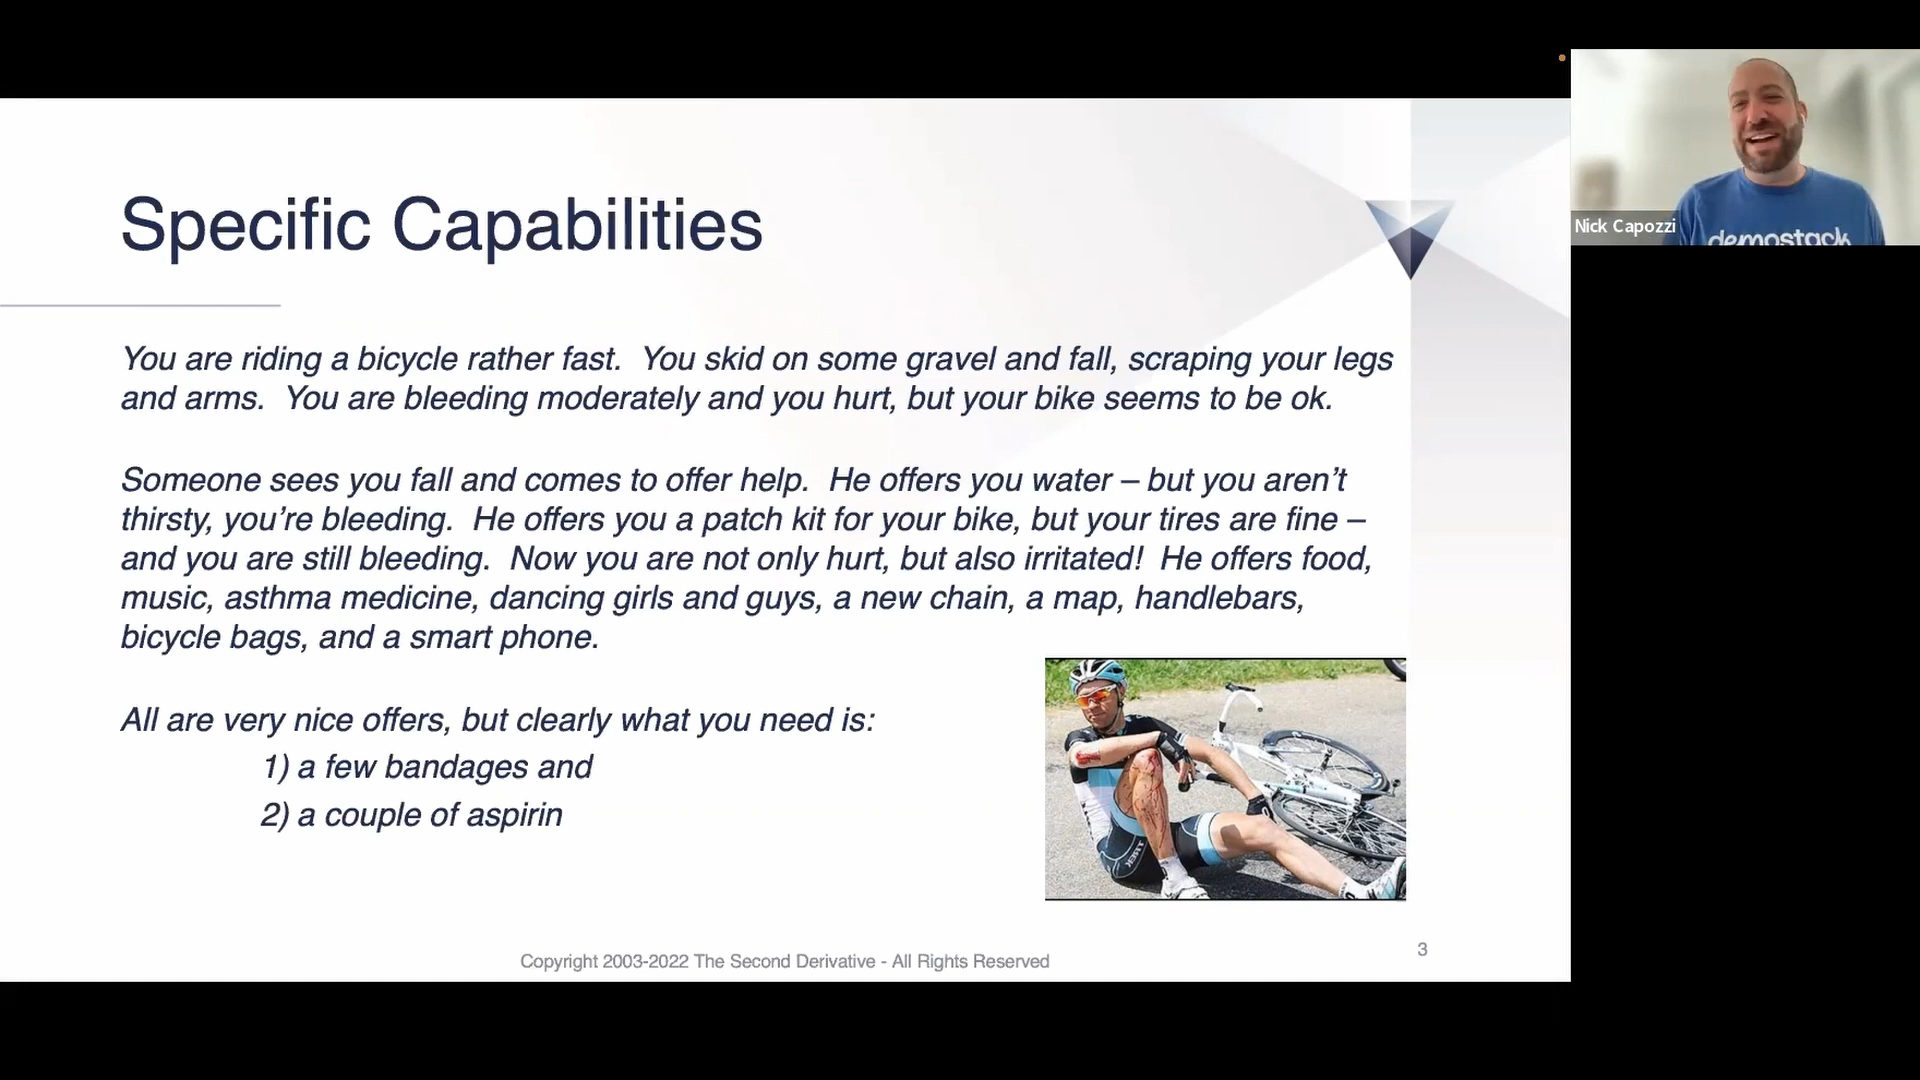 Specific Capabilities
You are riding a bicycle rather fast.  You skid on some gravel and fall, scraping your legs
and arms.  You are bleeding moderately and you hurt, but your bike seems to be ok.
Someone sees you fall and comes to offer help.  He offers you water – but you aren’t
thirsty, you’re bleeding.  He offers you a patch kit for your bike, but your tires are fine –
and you are still bleeding.  Now you are not only hurt, but also irritated!  He offers food,
music, asthma medicine, dancing girls and guys, a new chain, a map, handlebars,
bicycle bags, and a smart phone.
All are very nice offers, but clearly what you need is:
1) a few bandages and
2) a couple of aspirin
TREK
Copyright 2003-2022 The Second Derivative - All Rights Reserved
3
Nick Capozzi
demostack